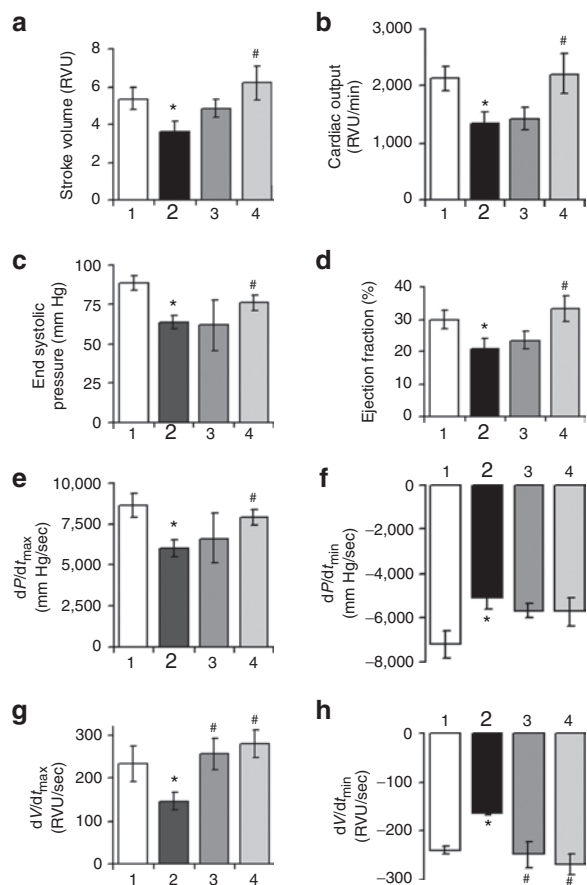 a
Stroke volume (RVU)
8
6
4
2
0
*
#
1 2 3 4
b
Cardiac output
(RVU/min)
2,000
1,000
0
*
#
1 2 3 4
c
End systolic
pressure (mm Hg)
100
75
50
25
0
*
#
1 2 3 4
d
Ejection fraction (%)
40
30
20
10
0
*
#
1 2 3 4
e
dP/dtmax
(mm Hg/sec)
10,000
7,500
5,000
2,500
0
*
#
1 2 3 4
f
dP/dtmin
(mm Hg/sec)
1 2 3 4
0
−2,000
−4,000
−6,000
−8,000
*
g
dV/dtmax
(RVU/sec)
300
200
100
0
*
#
#
1 2 3 4
h
dV/dtmin
(RVU/sec)
1 2 3 4
0
−100
−200
−300
*
#
#